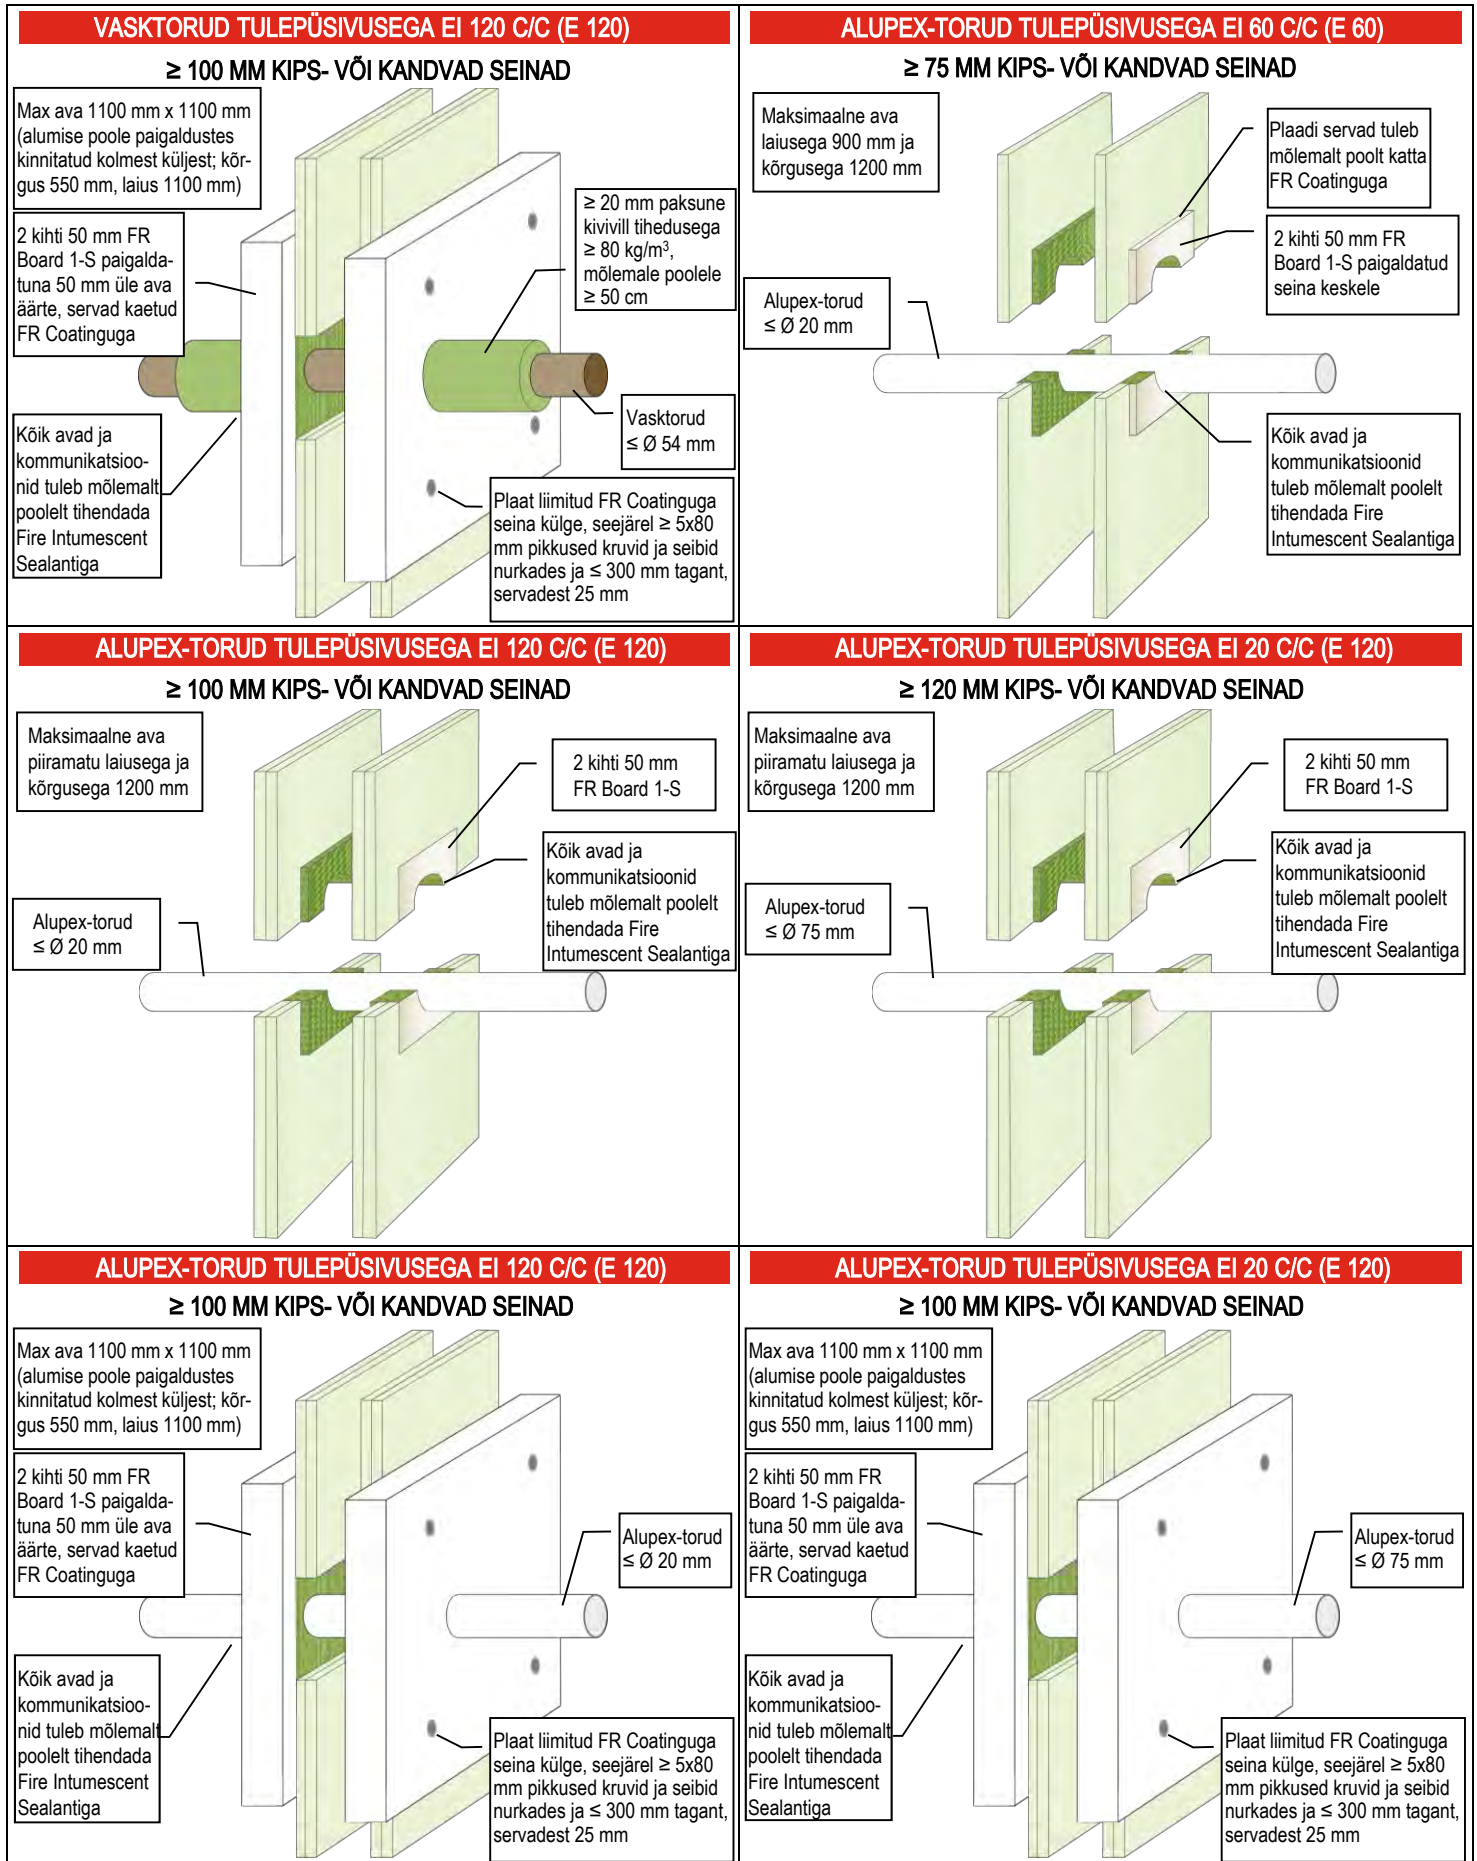 VASKTORUD TULEPÜSIVUSEGA EI 120 C/C (E 120)
≥ 100 MM KIPS- VÕI KANDVAD SEINAD
Max ava 1100 mm x 1100 mm
(alumise poole paigaldustes
kinnitatud kolmest küljest; kõr-
gus 550 mm, laius 1100 mm)
2 kihti 50 mm FR
Board 1-S paigalda-
tuna 50 mm üle ava
äärte, servad kaetud
FR Coatinguga
≥ 20 mm paksune
kivivill tihedusega
≥ 80 kg/m³,
mõlemale poolele
≥ 50 cm
Kõik avad ja
kommunikatsioo-
nid tuleb mõlemalt
poolelt tihendada
Fire Intumescent
Sealantiga
Vasktorud
≤ Ø 54 mm
Plaat liimitud FR Coatinguga
seina külge, seejärel ≥ 5x80
mm pikkused kruvid ja seibid
nurkades ja ≤ 300 mm tagant,
servadest 25 mm
ALUPEX-TORUD TULEPÜSIVUSEGA EI 60 C/C (E 60)
≥ 75 MM KIPS- VÕI KANDVAD SEINAD
Maksimaalne ava
laiusega 900 mm ja
kõrgusega 1200 mm
Plaadi servad tuleb
mõlemalt poolt katta
FR Coatinguga
2 kihti 50 mm FR
Board 1-S paigaldatud
seina keskele
Alupex-torud
≤ Ø 20 mm
Kõik avad ja
kommunikatsioonid
tuleb mõlemalt poolelt
tihendada Fire
Intumescent Sealantiga
ALUPEX-TORUD TULEPÜSIVUSEGA EI 120 C/C (E 120)
≥ 100 MM KIPS- VÕI KANDVAD SEINAD
Maksimaalne ava
piiramatu laiusega ja
kõrgusega 1200 mm
2 kihti 50 mm
FR Board 1-S
Kõik avad ja
kommunikatsioonid
tuleb mõlemalt poolelt
tihendada Fire
Intumescent Sealantiga
Alupex-torud
≤ Ø 20 mm
ALUPEX-TORUD TULEPÜSIVUSEGA EI 20 C/C (E 120)
≥ 120 MM KIPS- VÕI KANDVAD SEINAD
Maksimaalne ava
piiramatu laiusega ja
kõrgusega 1200 mm
2 kihti 50 mm
FR Board 1-S
Kõik avad ja
kommunikatsioonid
tuleb mõlemalt poolelt
tihendada Fire
Intumescent Sealantiga
Alupex-torud
≤ Ø 75 mm
ALUPEX-TORUD TULEPÜSIVUSEGA EI 120 C/C (E 120)
≥ 100 MM KIPS- VÕI KANDVAD SEINAD
Max ava 1100 mm x 1100 mm
(alumise poole paigaldustes
kinnitatud kolmest küljest; kõr-
gus 550 mm, laius 1100 mm)
2 kihti 50 mm FR
Board 1-S paigalda-
tuna 50 mm üle ava
äärte, servad kaetud
FR Coatinguga
Alupex-torud
≤ Ø 20 mm
Kõik avad ja
kommunikatsioo-
nid tuleb mõlemalt
poolelt tihendada
Fire Intumescent
Sealantiga
Plaat liimitud FR Coatinguga
seina külge, seejärel ≥ 5x80
mm pikkused kruvid ja seibid
nurkades ja ≤ 300 mm tagant,
servadest 25 mm
ALUPEX-TORUD TULEPÜSIVUSEGA EI 20 C/C (E 120)
≥ 100 MM KIPS- VÕI KANDVAD SEINAD
Max ava 1100 mm x 1100 mm
(alumise poole paigaldustes
kinnitatud kolmest küljest; kõr-
gus 550 mm, laius 1100 mm)
2 kihti 50 mm FR
Board 1-S paigalda-
tuna 50 mm üle ava
äärte, servad kaetud
FR Coatinguga
Alupex-torud
≤ Ø 75 mm
Kõik avad ja
kommunikatsioo-
nid tuleb mõlemalt
poolelt tihendada
Fire Intumescent
Sealantiga
Plaat liimitud FR Coatinguga
seina külge, seejärel ≥ 5x80
mm pikkused kruvid ja seibid
nurkades ja ≤ 300 mm tagant,
servadest 25 mm